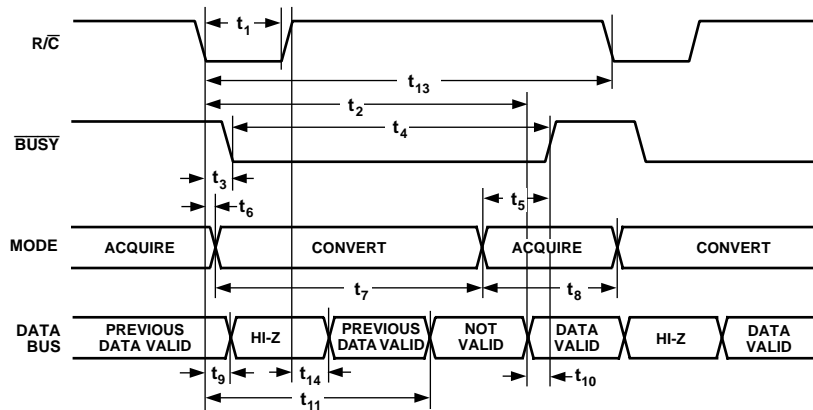 t1
R/C̅
t13
t2
t4
B̅U̅S̅Y̅
t3
t5
t6
MODE
ACQUIRE
CONVERT
ACQUIRE
CONVERT
t7
t8
DATA
BUS
PREVIOUS
DATA VALID
HI-Z
PREVIOUS
DATA VALID
NOT
VALID
DATA
VALID
HI-Z
DATA
VALID
t9
t14
t10
t11